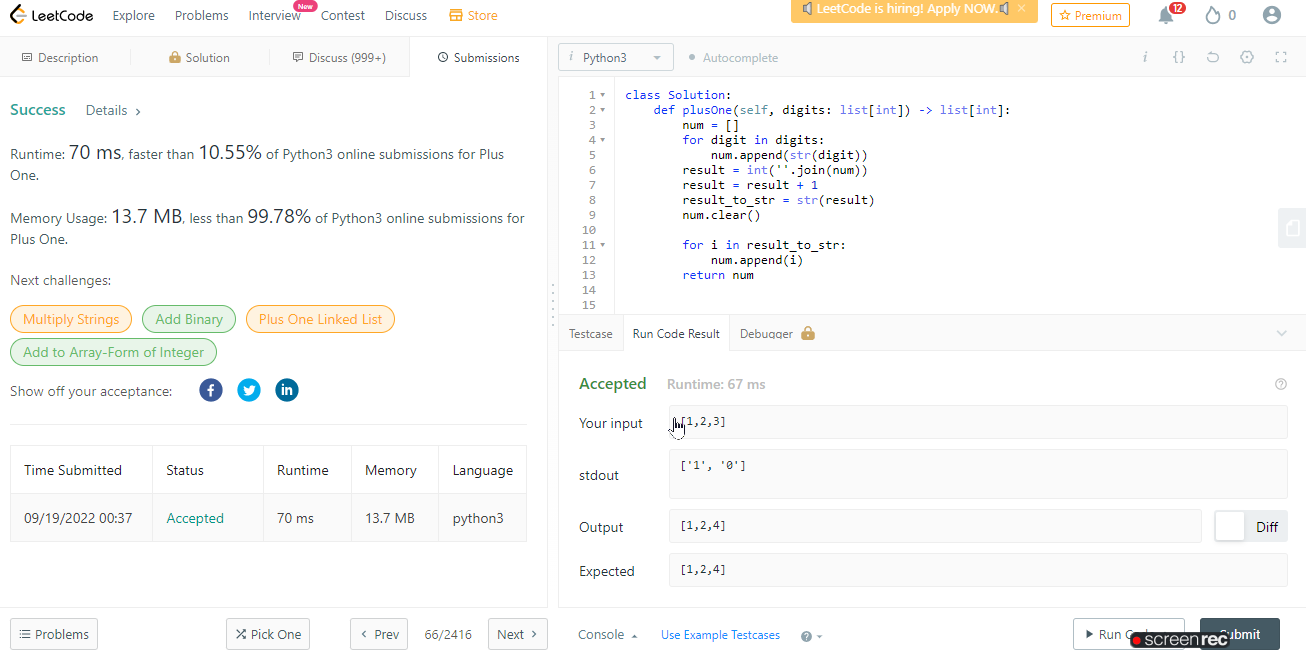 LeetCode Explore Problems Interview New Contest Discuss Store LeetCode is hiring! Apply NOW. × Premium 12 0
Description Solution Discuss (999+) Submissions
i Python3 Autocomplete i {}
Success Details >
Runtime: 70 ms, faster than 10.55% of Python3 online submissions for Plus
One.
Memory Usage: 13.7 MB, less than 99.78% of Python3 online submissions for
Plus One.
Next challenges:
Multiply Strings Add Binary Plus One Linked List
Add to Array-Form of Integer
Show off your acceptance: f in
Time Submitted Status Runtime Memory Language
09/19/2022 00:37 Accepted 70 ms 13.7 MB python3
1 class Solution:
2 def plusOne(self, digits: list[int]) -> list[int]:
3 num = []
4 for digit in digits:
5 num.append(str(digit))
6 result = int(''.join(num))
7 result = result + 1
8 result_to_str = str(result)
9 num.clear()
10
11 for i in result_to_str:
12 num.append(i)
13 return num
14
15
Testcase Run Code Result Debugger
Accepted Runtime: 67 ms ?
Your input [1,2,3]
stdout ['1', '0']
Output [1,2,4] Diff
Expected [1,2,4]
Problems Pick One < Prev 66/2416 Next > Console Use Example Testcases ? Run Submit
screenrec